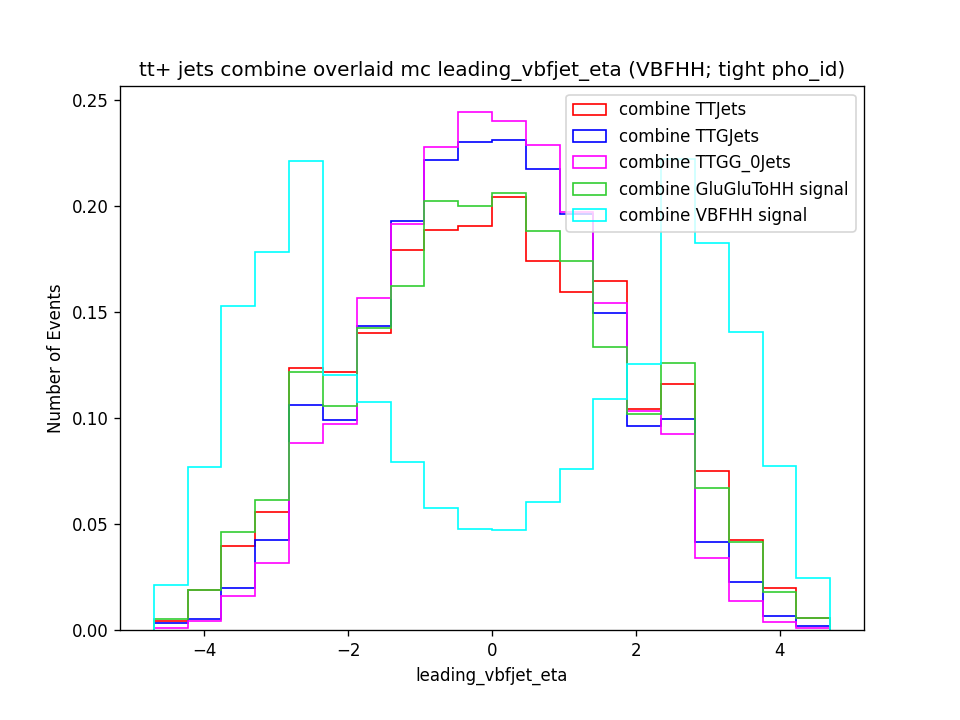 tt+ jets combine overlaid mc leading_vbfjet_eta (VBFHH; tight pho_id)
combine TTJets
combine TTGJets
combine TTGG_0Jets
combine GluGluToHH signal
combine VBFHH signal
Number of Events
0.25
0.20
0.15
0.10
0.05
0.00
−4
−2
0
2
4
leading_vbfjet_eta